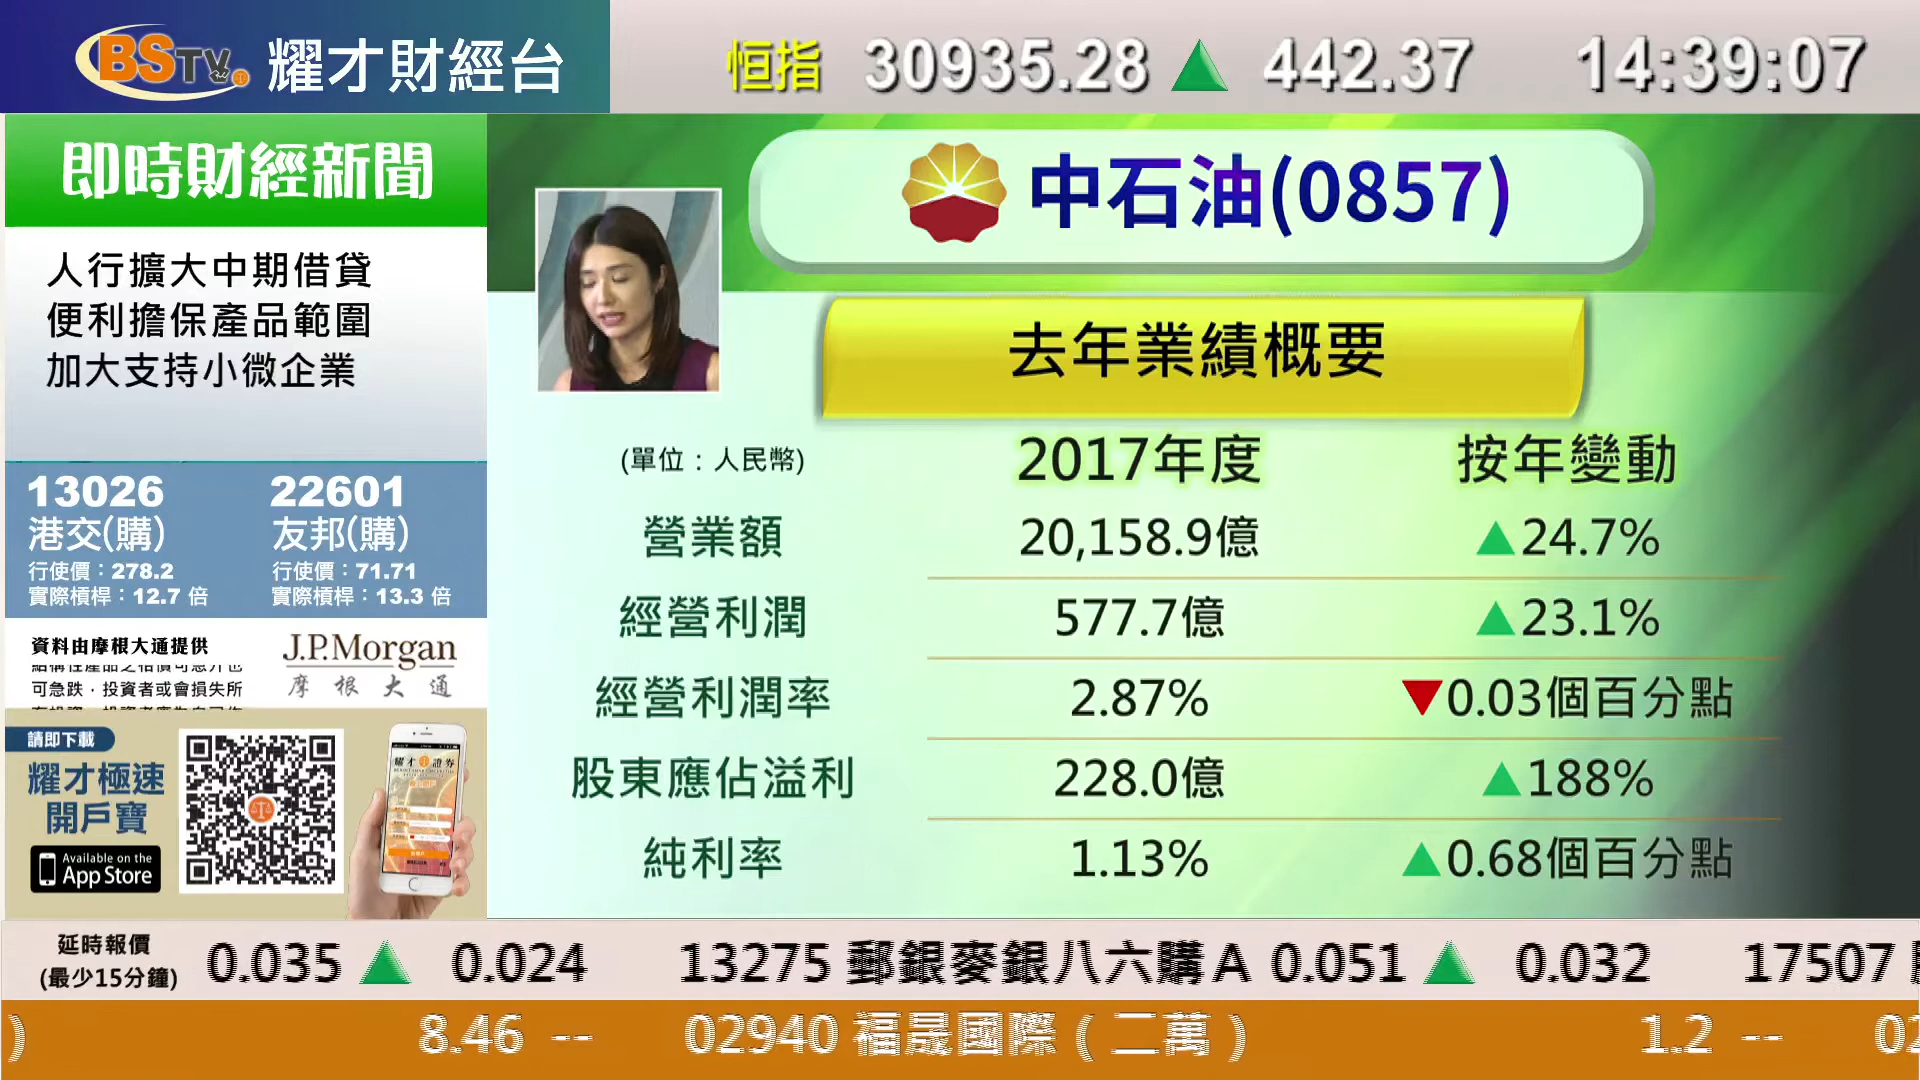 BSTV 耀才財經台
恒指 30935.28 ▲ 442.37 14:39:07
即時財經新聞
人行擴大中期借貸
便利擔保產品範圍
加大支持小微企業
13026
港交(購)
行使價：278.2
實際槓桿：12.7 倍
22601
友邦(購)
行使價：71.71
實際槓桿：13.3 倍
資料由摩根大通提供
可急跌，投資者或會損失所
J.P.Morgan
摩根大通
請即下載
耀才極速
開戶寶
Available on the
App Store
耀才證券
中石油(0857)
去年業績概要
(單位：人民幣) 2017年度 按年變動
營業額 20,158.9億 ▲24.7%
經營利潤 577.7億 ▲23.1%
經營利潤率 2.87% ▼0.03個百分點
股東應佔溢利 228.0億 ▲188%
純利率 1.13% ▲0.68個百分點
延時報價
(最少15分鐘)
0.035 ▲ 0.024 13275 郵銀麥銀八六購A 0.051 ▲ 0.032 17507
) 8.46 -- 02940 福晟國際(二萬) 1.2 -- 02